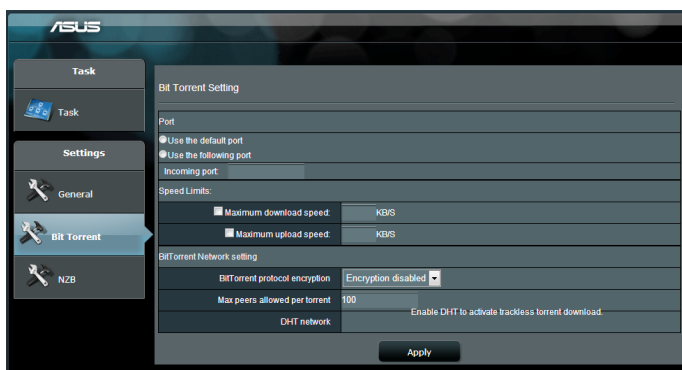 ASUS
Task
Task
Settings
General
Bit Torrent
NZB
Bit Torrent Setting
Port
Use the default port
Use the following port
Incoming port:
Speed Limits:
Maximum download speed: KB/S
Maximum upload speed: KB/S
BitTorrent Network setting
BitTorrent protocol encryption Encryption disabled
Max peers allowed per torrent 100
DHT network Enable DHT to activate trackless torrent download.
Apply